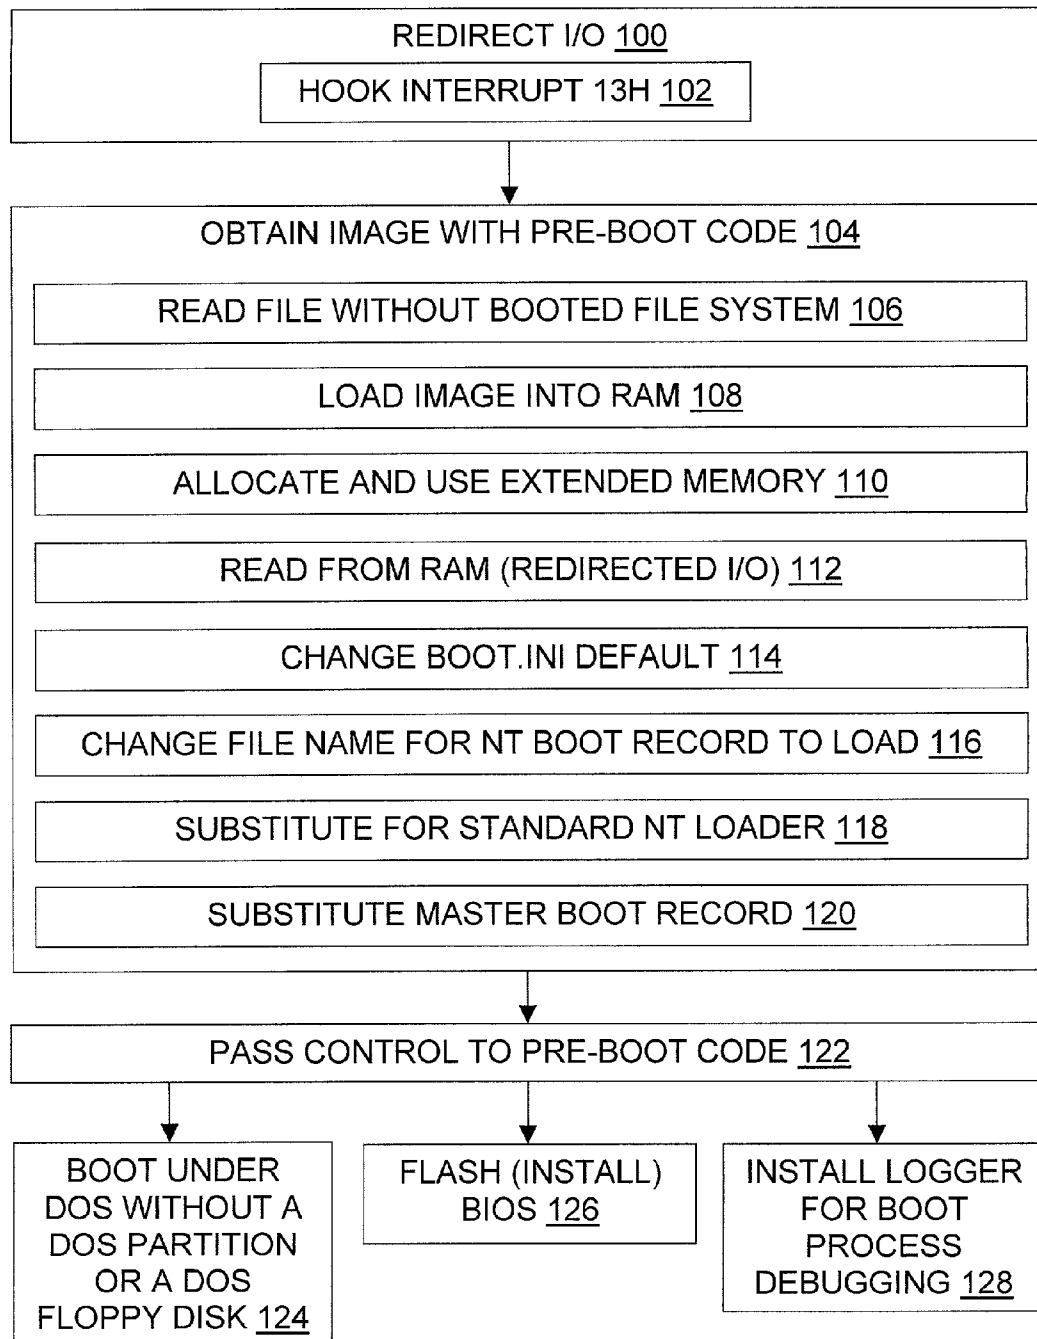 REDIRECT I/O 100
HOOK INTERRUPT 13H 102
OBTAIN IMAGE WITH PRE-BOOT CODE 104
READ FILE WITHOUT BOOTED FILE SYSTEM 106
LOAD IMAGE INTO RAM 108
ALLOCATE AND USE EXTENDED MEMORY 110
READ FROM RAM (REDIRECTED I/O) 112
CHANGE BOOT.INI DEFAULT 114
CHANGE FILE NAME FOR NT BOOT RECORD TO LOAD 116
SUBSTITUTE FOR STANDARD NT LOADER 118
SUBSTITUTE MASTER BOOT RECORD 120
PASS CONTROL TO PRE-BOOT CODE 122
BOOT UNDER
DOS WITHOUT A
DOS PARTITION
OR A DOS
FLOPPY DISK 124
FLASH (INSTALL)
BIOS 126
INSTALL LOGGER
FOR BOOT
PROCESS
DEBUGGING 128